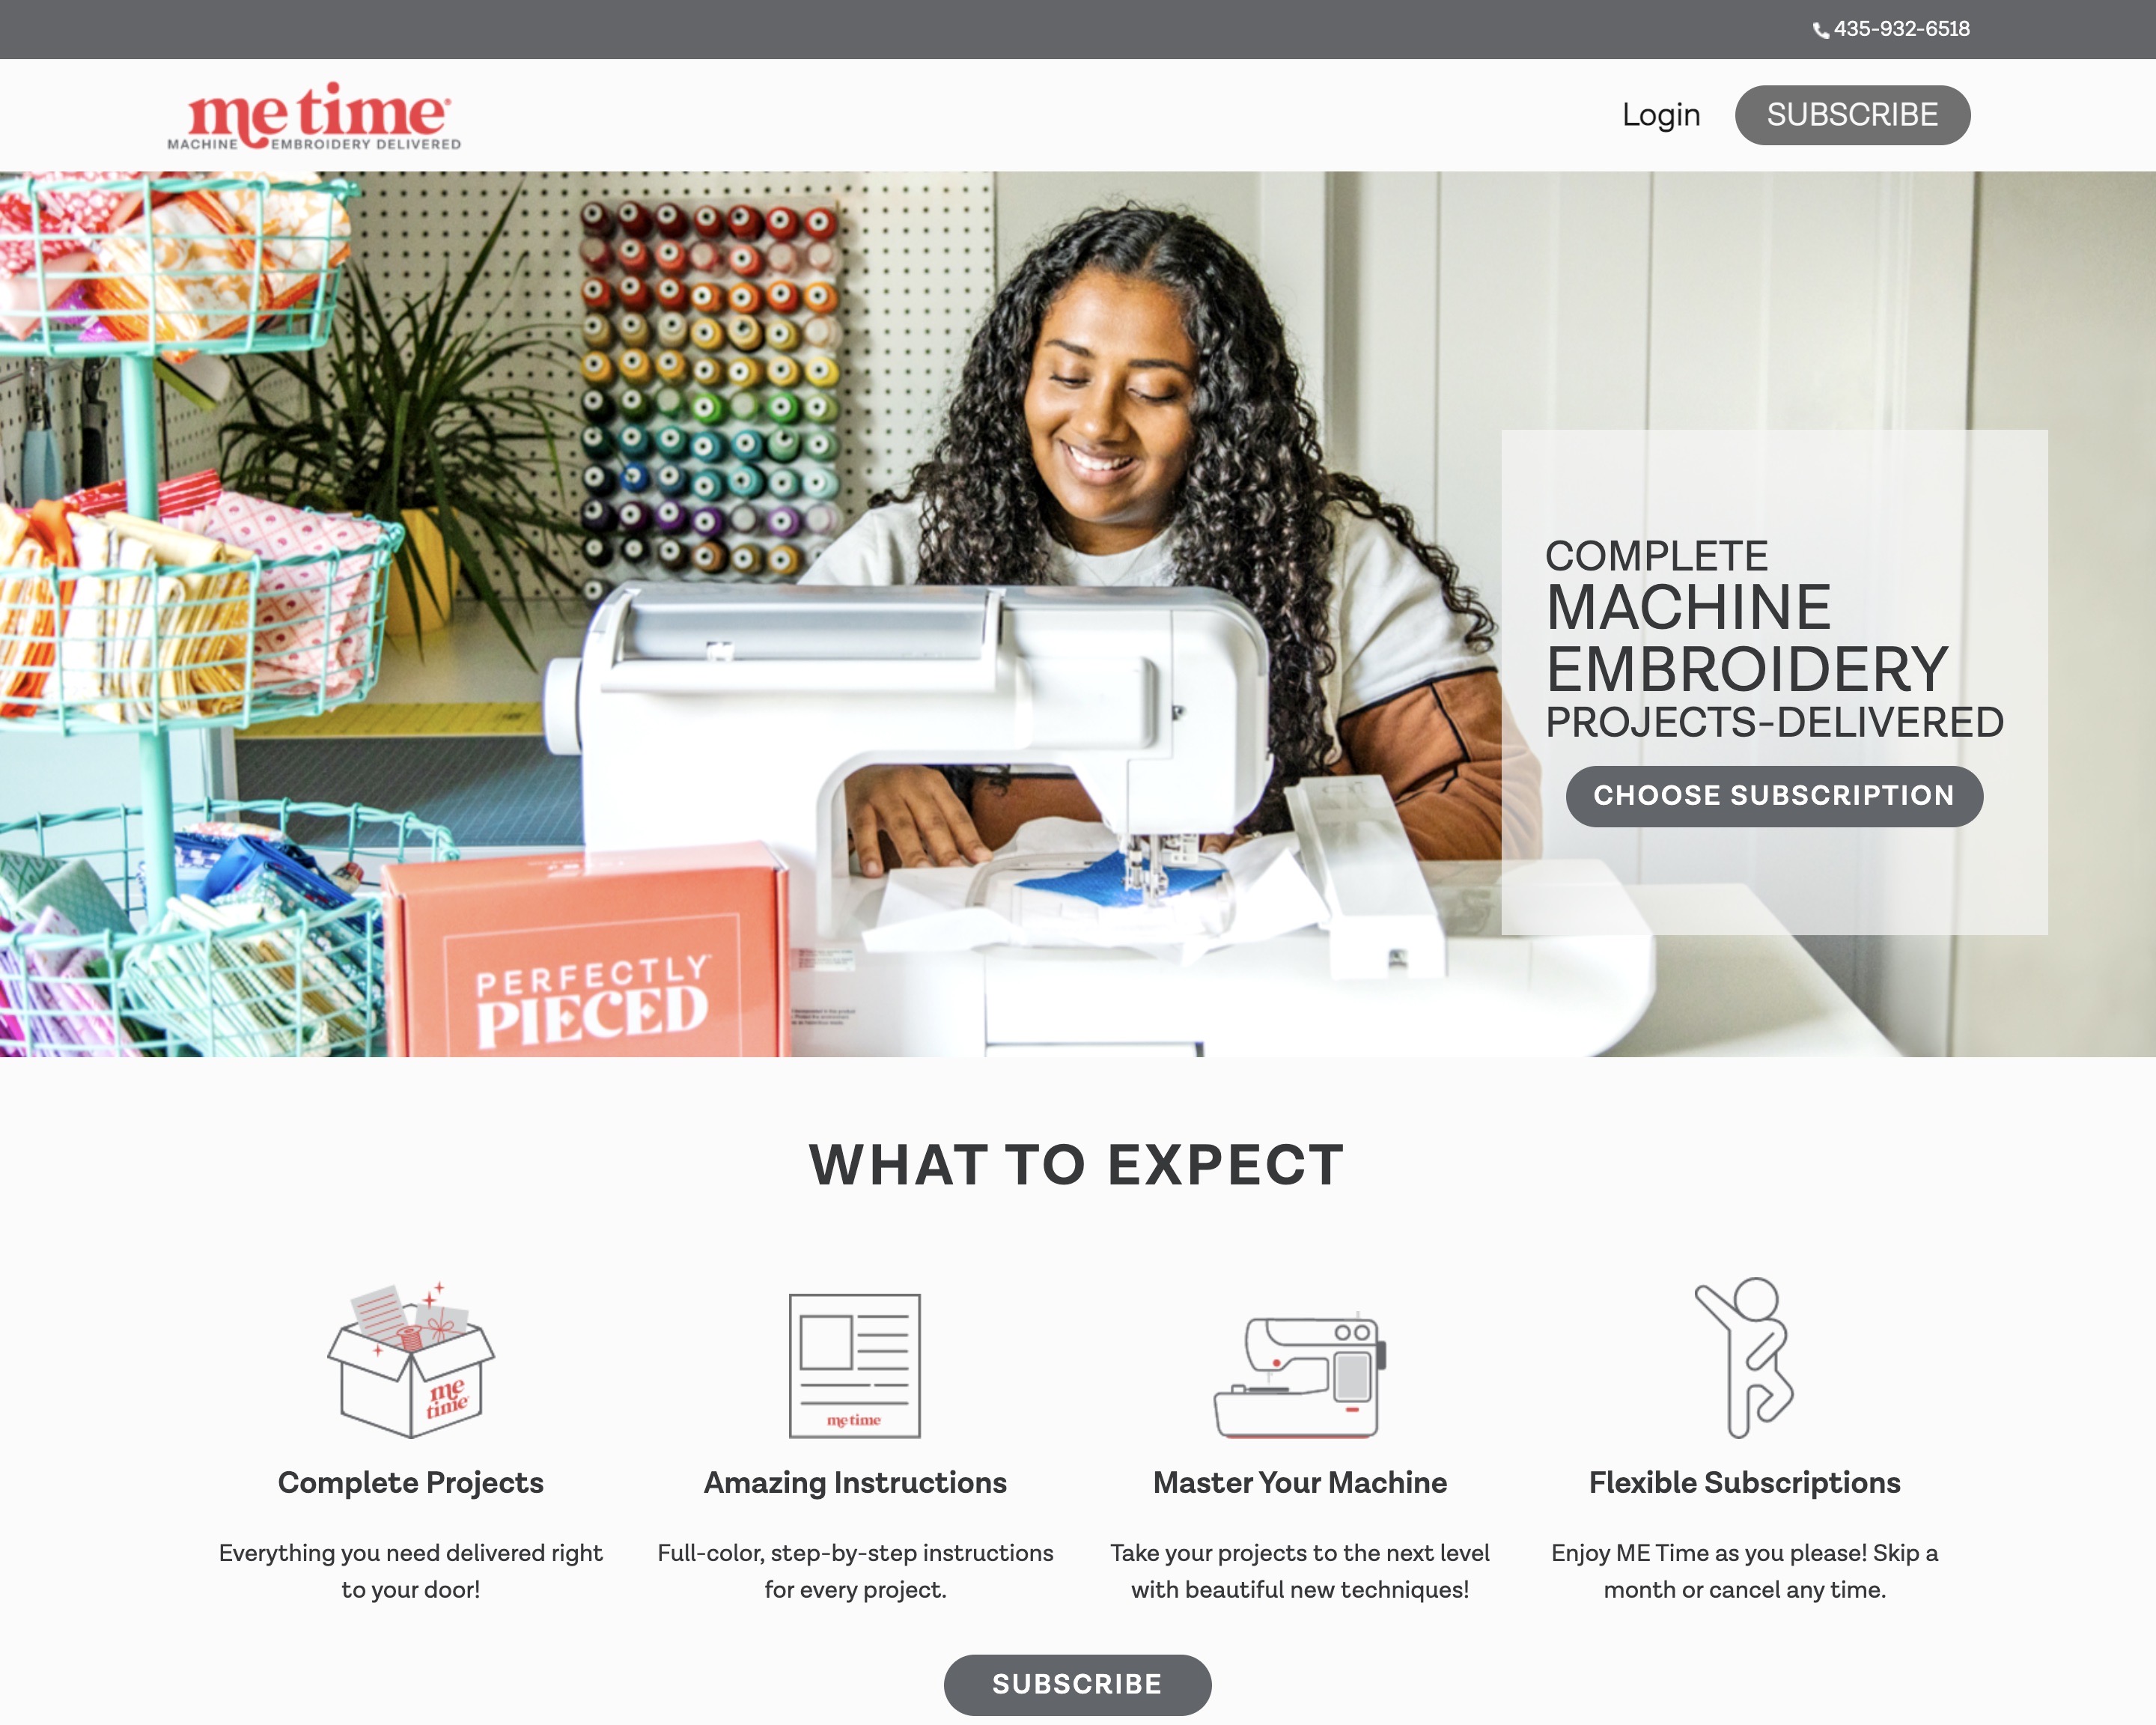 435-932-6518
me time®
MACHINE EMBROIDERY DELIVERED
Login
SUBSCRIBE
COMPLETE
MACHINE
EMBROIDERY
PROJECTS-DELIVERED
CHOOSE SUBSCRIPTION
PERFECTLY
PIECED
WHAT TO EXPECT
me
time
me time
Complete Projects
Amazing Instructions
Master Your Machine
Flexible Subscriptions
Everything you need delivered right
to your door!
Full-color, step-by-step instructions
for every project.
Take your projects to the next level
with beautiful new techniques!
Enjoy ME Time as you please! Skip a
month or cancel any time.
SUBSCRIBE